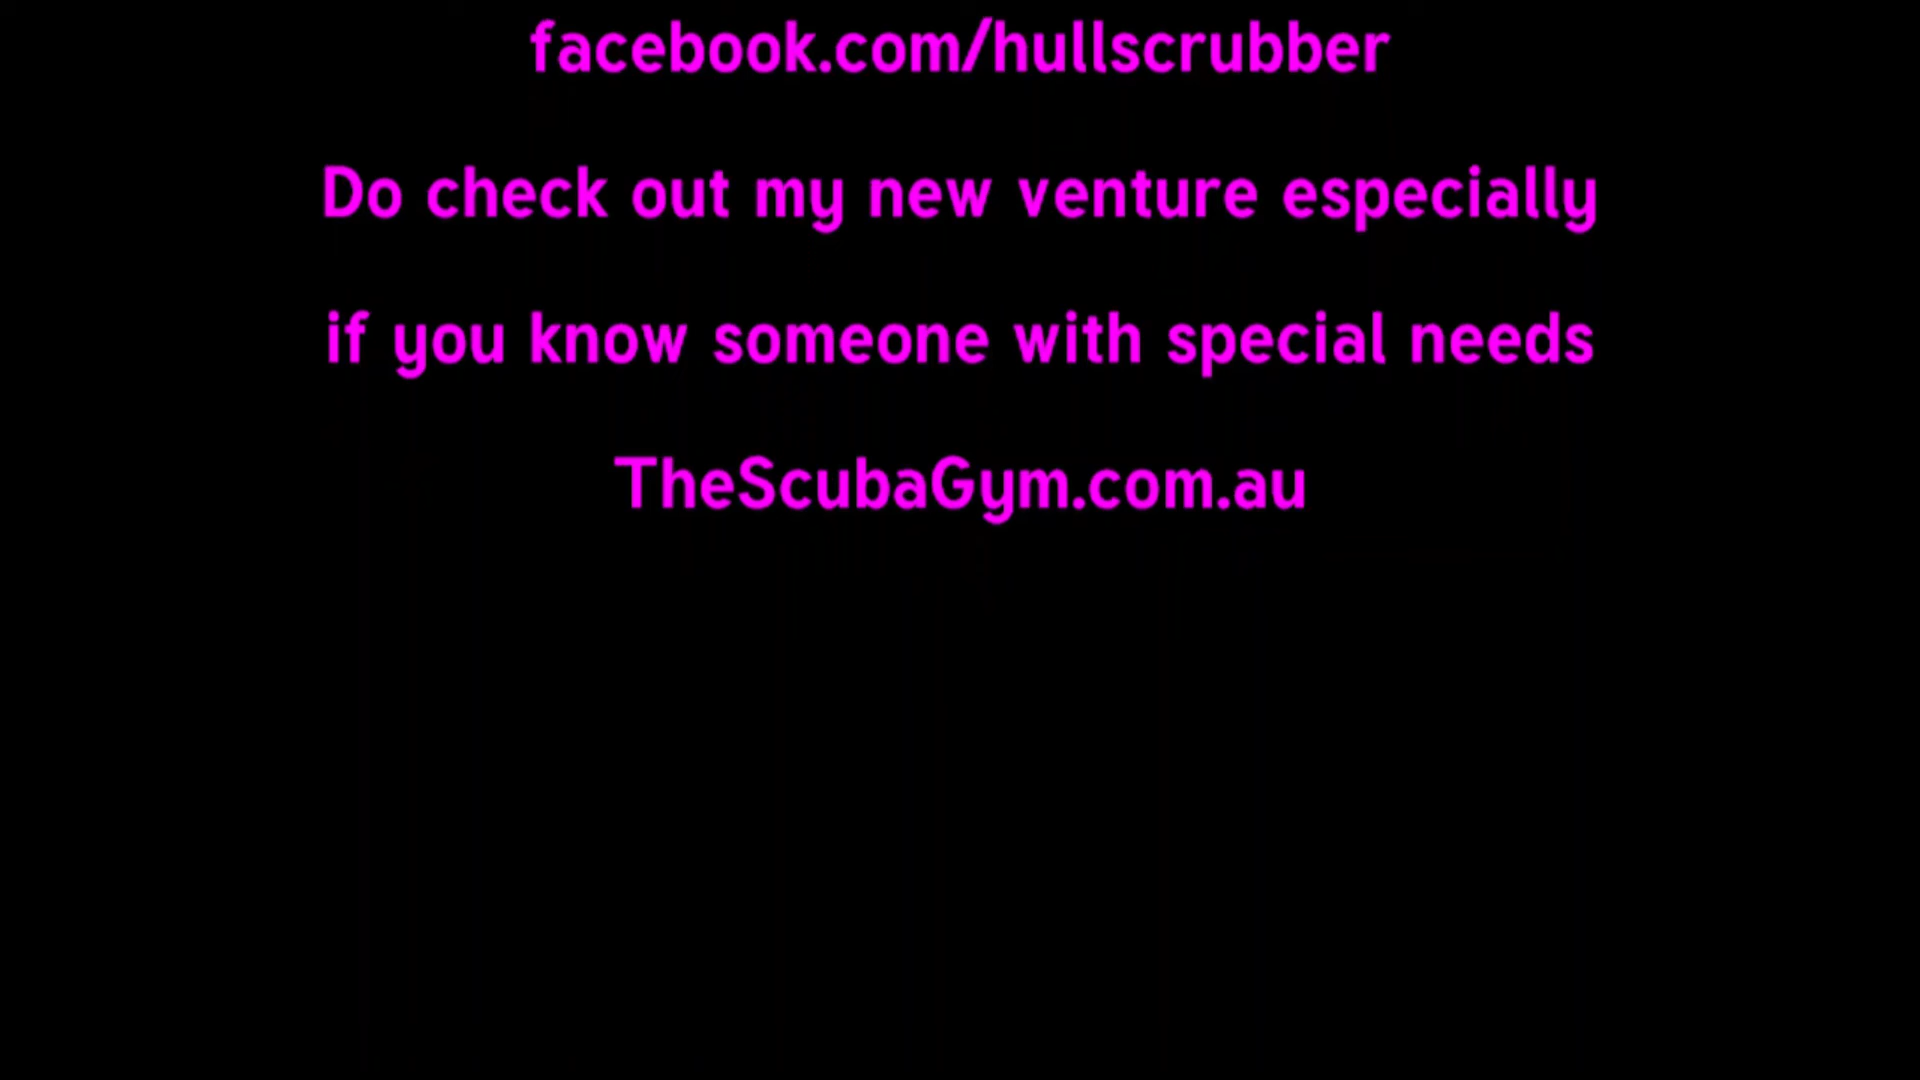 facebook.com/hullscrubber
Do check out my new venture especially
if you know someone with special needs
TheScubaGym.com.au